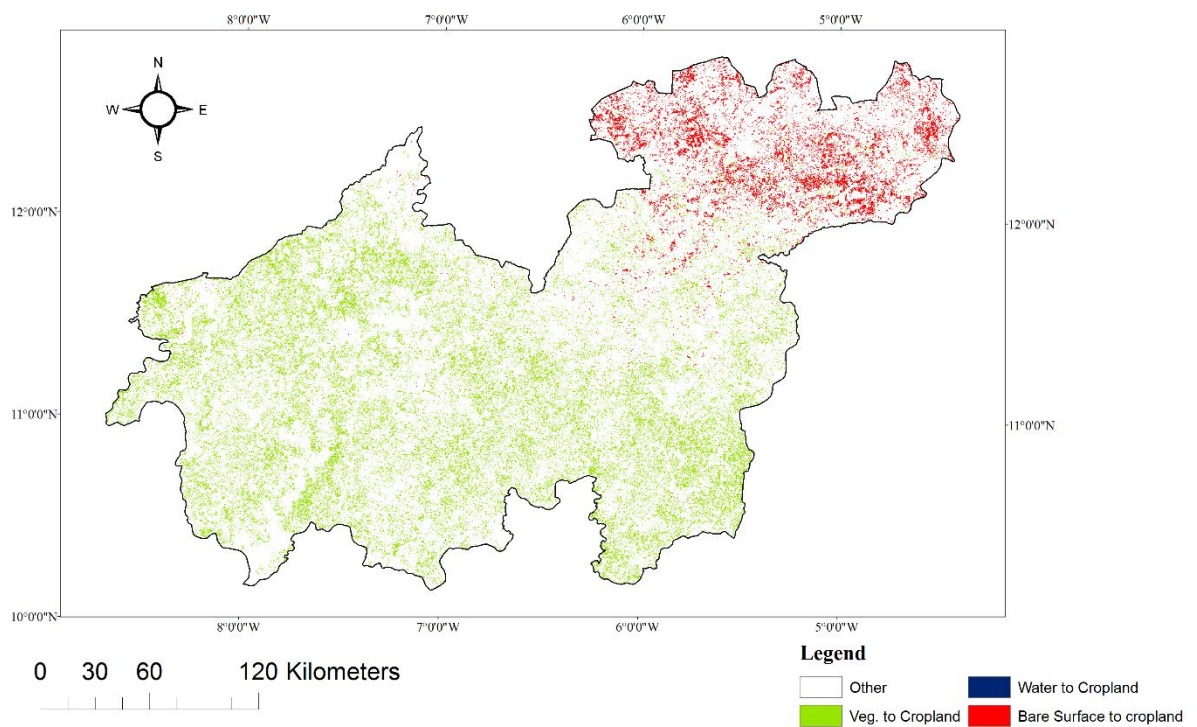 8°0'0"W 7°0'0"W 6°0'0"W 5°0'0"W
N
W E
S
12°0'0"N 12°0'0"N
11°0'0"N 11°0'0"N
10°0'0"N
8°0'0"W 7°0'0"W 6°0'0"W 5°0'0"W
0 30 60 120 Kilometers
Legend
Other Water to Cropland
Veg. to Cropland Bare Surface to cropland